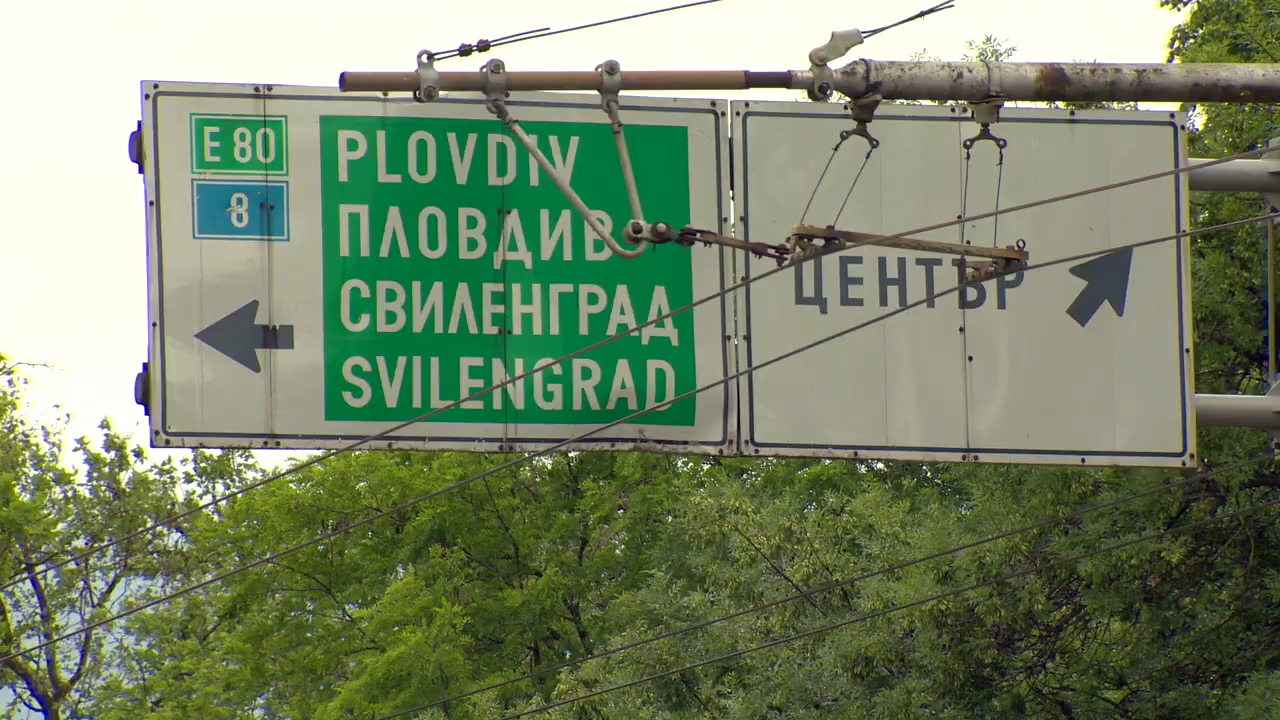 E 80
8
PLOVDIV
ПЛОВДИВ
СВИЛЕНГРАД
SVILENGRAD
ЦЕНТЪР